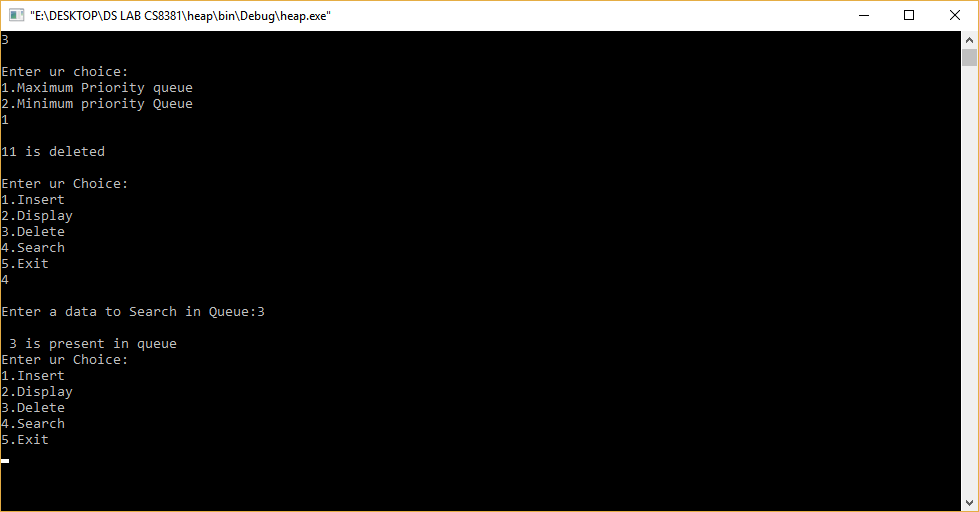 "E:\DESKTOP\DS LAB CS8381\heap\bin\Debug\heap.exe"
3
Enter ur choice:
1.Maximum Priority queue
2.Minimum priority Queue
1
11 is deleted
Enter ur Choice:
1.Insert
2.Display
3.Delete
4.Search
5.Exit
4
Enter a data to Search in Queue:3
3 is present in queue
Enter ur Choice:
1.Insert
2.Display
3.Delete
4.Search
5.Exit